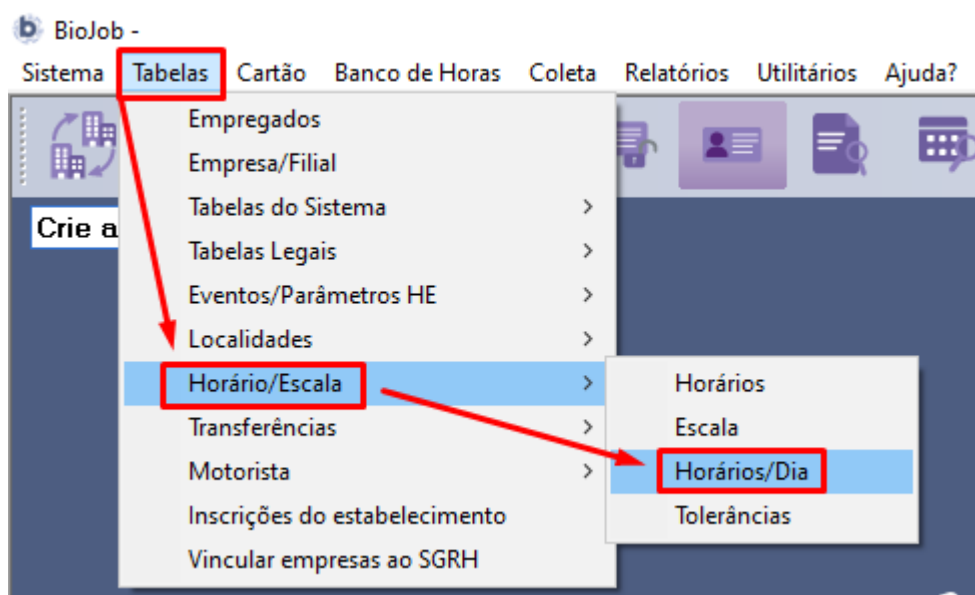 BioJob -
Sistema Tabelas Cartão Banco de Horas Coleta Relatórios Utilitários Ajuda?
Crie a
Empregados
Empresa/Filial
Tabelas do Sistema
Tabelas Legais
Eventos/Parâmetros HE
Localidades
Horário/Escala
Transferências
Motorista
Inscrições do estabelecimento
Vincular empresas ao SGRH
Horários
Escala
Horários/Dia
Tolerâncias